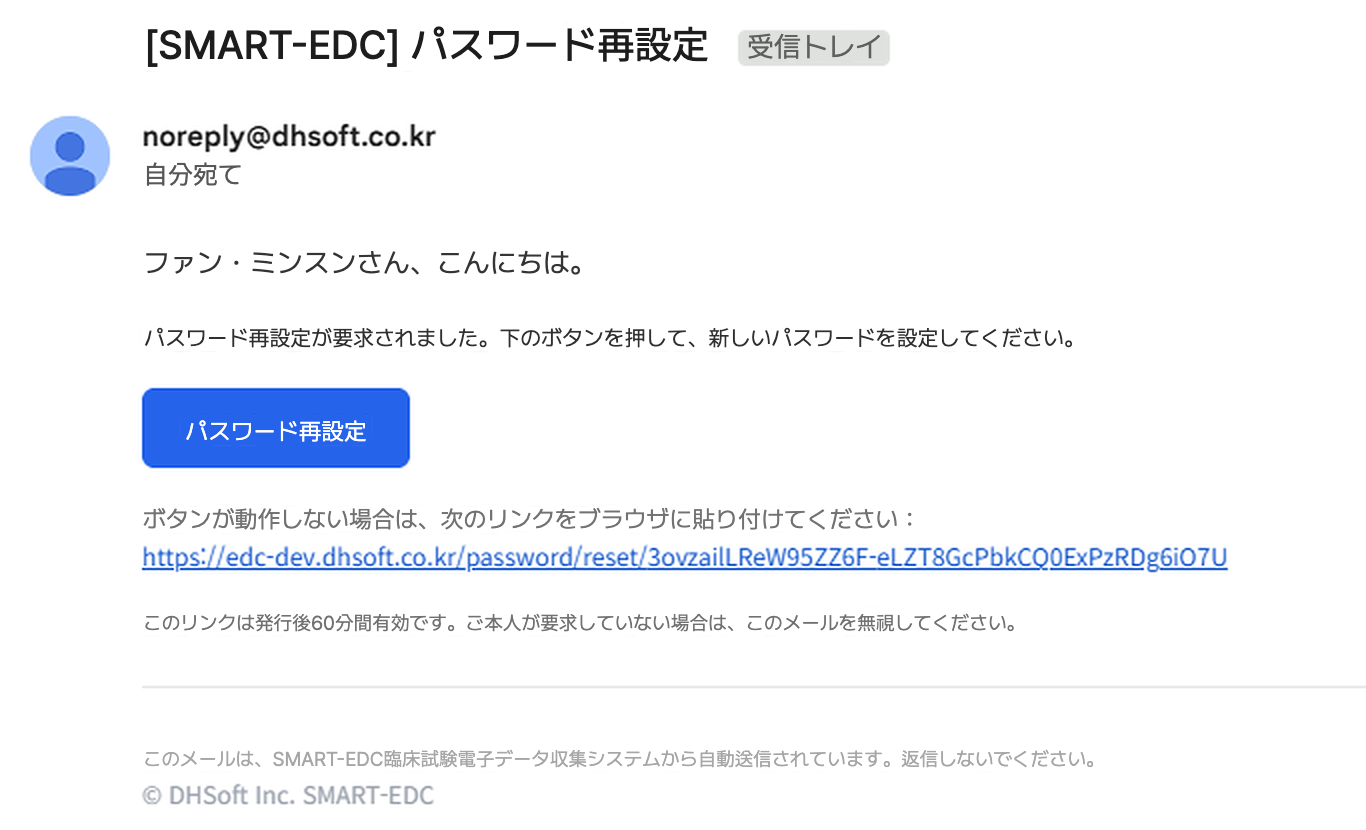 [SMART-EDC] パスワード再設定 受信トレイ
noreply@dhsoft.co.kr
自分宛て
ファン・ミンスンさん、こんにちは。
パスワード再設定が要求されました。下のボタンを押して、新しいパスワードを設定してください。
パスワード再設定
ボタンが動作しない場合は、次のリンクをブラウザに貼り付けてください：
https://edc-dev.dhsoft.co.kr/password/reset/3ovzailLReW95ZZ6F-eLZT8GcPbkCQ0ExPzRDg6iO7U
このリンクは発行後60分間有効です。ご本人が要求していない場合は、このメールを無視してください。
このメールは、SMART-EDC臨床試験電子データ収集システムから自動送信されています。返信しないでください。
© DHSoft Inc. SMART-EDC